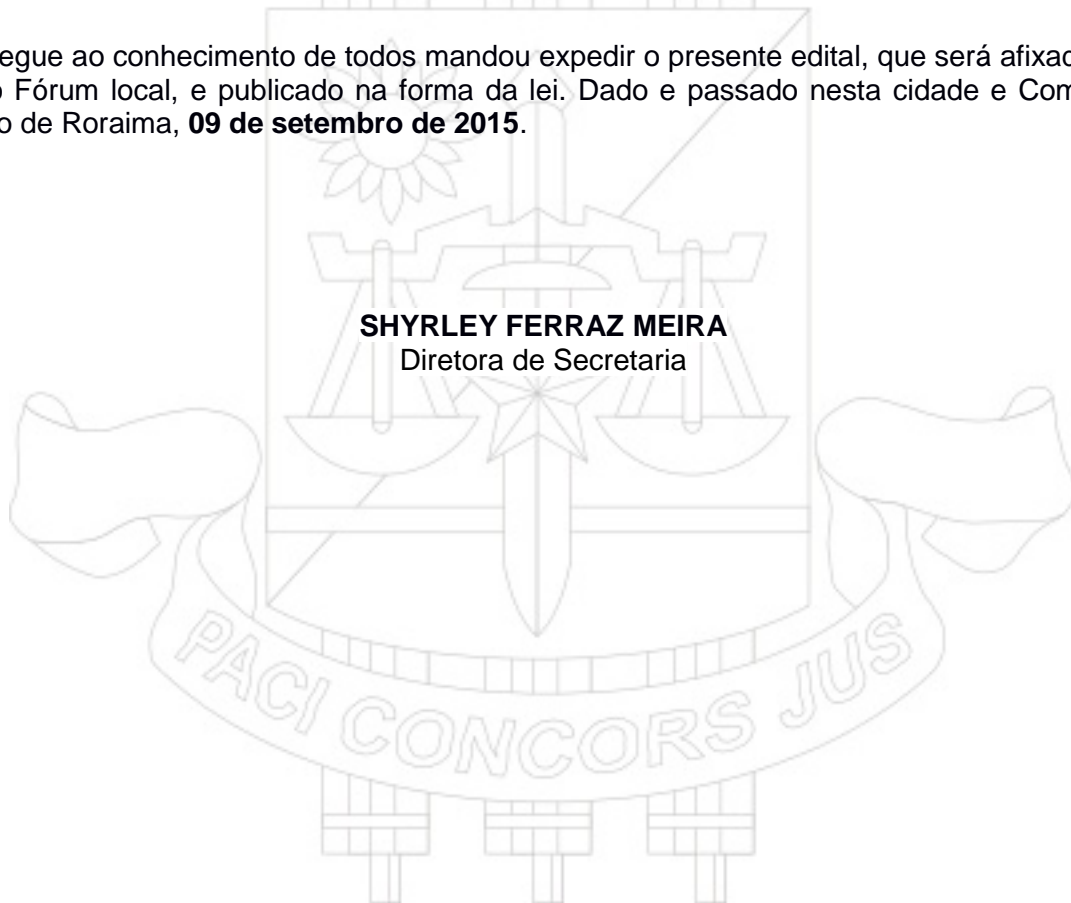 egue ao conhecimento de todos mandou expedir o presente edital, que será afixad
Fórum local, e publicado na forma da lei. Dado e passado nesta cidade e Com
o de Roraima, 09 de setembro de 2015.
SHYRLEY FERRAZ MEIRA
Diretora de Secretaria
PACI CONCORS JUS